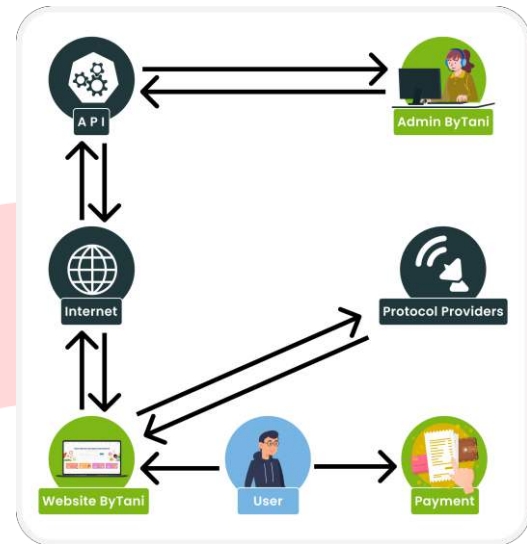 API
Admin ByTani
Internet
Protocol Providers
Website ByTani
User
Payment